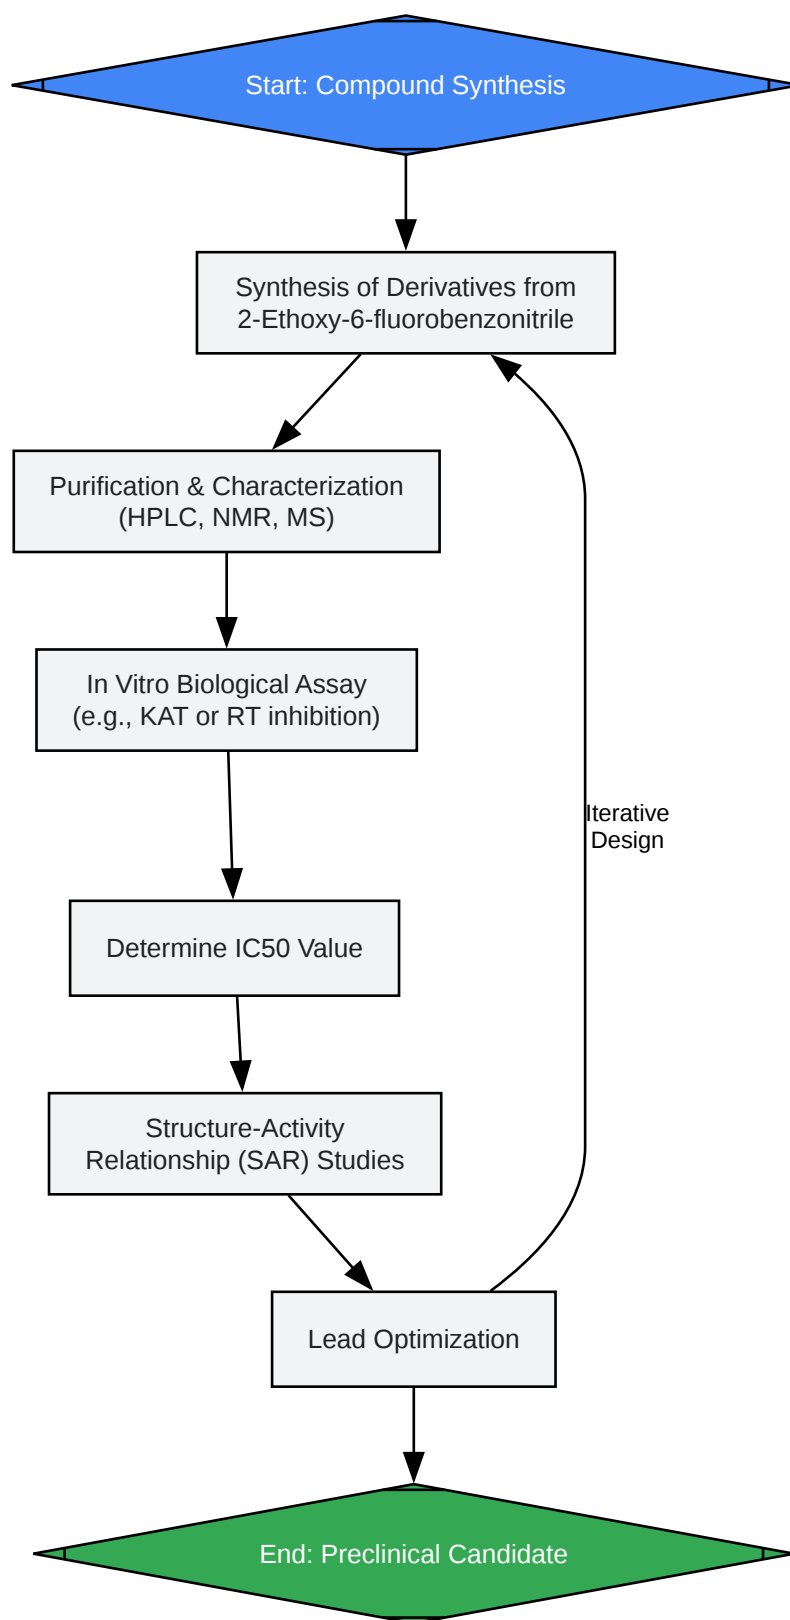 Start: Compound Synthesis
Synthesis of Derivatives from
2-Ethoxy-6-fluorobenzonitrile
Purification & Characterization
(HPLC, NMR, MS)
In Vitro Biological Assay
(e.g., KAT or RT inhibition)
Iterative
Design
Determine IC50 Value
Structure-Activity
Relationship (SAR) Studies
Lead Optimization
End: Preclinical Candidate